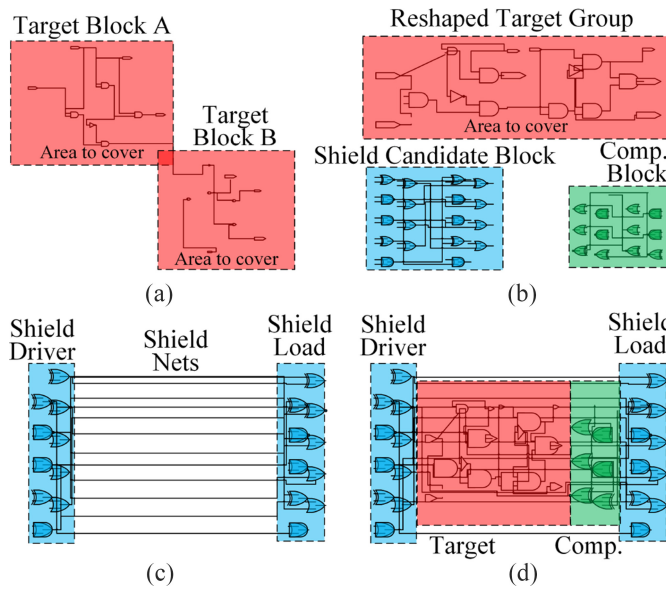 Target Block A
Area to cover
Target
Block B
Area to cover
(a)
Reshaped Target Group
Area to cover
Shield Candidate Block
Comp.
Block
(b)
Shield
Driver
Shield
Nets
Shield
Load
(c)
Shield
Driver
Shield
Load
Target
Comp.
(d)